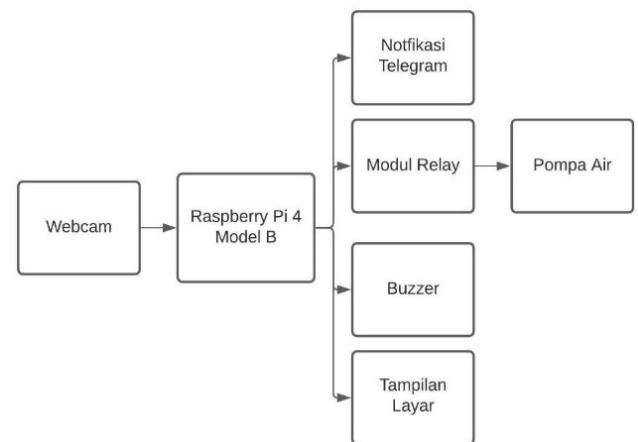 Notfikasi
Telegram
Modul Relay
Pompa Air
Webcam
Raspberry Pi 4
Model B
Buzzer
Tampilan
Layar